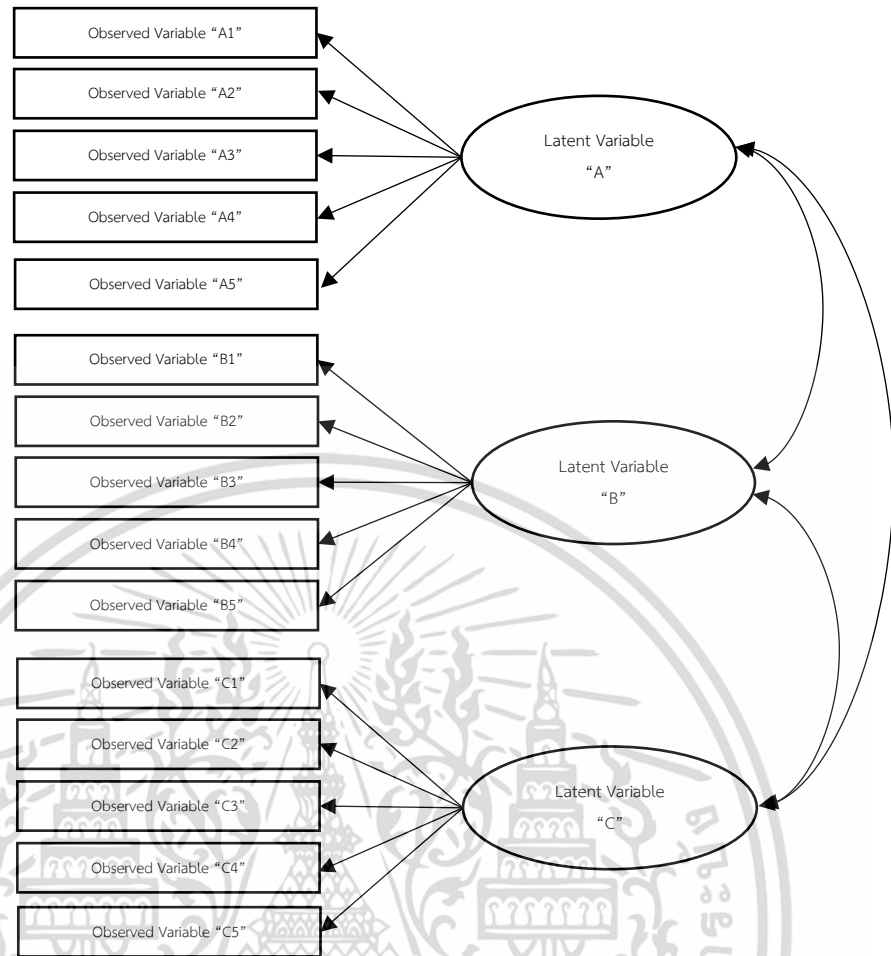 Observed Variable “A1”
Observed Variable “A2”
Observed Variable “A3”
Observed Variable “A4”
Observed Variable “A5”
Latent Variable
“A”
Observed Variable “B1”
Observed Variable “B2”
Observed Variable “B3”
Observed Variable “B4”
Observed Variable “B5”
Latent Variable
“B”
Observed Variable “C1”
Observed Variable “C2”
Observed Variable “C3”
Observed Variable “C4”
Observed Variable “C5”
Latent Variable
“C”